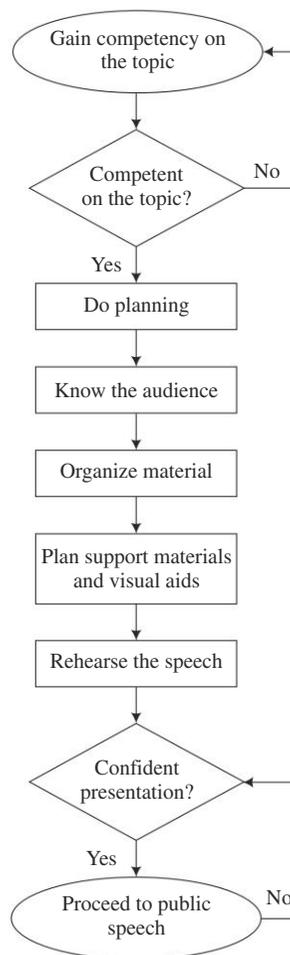 Gain competency on
the topic
Competent
on the topic?
No
Yes
Do planning
Know the audience
Organize material
Plan support materials
and visual aids
Rehearse the speech
Confident
presentation?
Yes
Proceed to public
speech
No